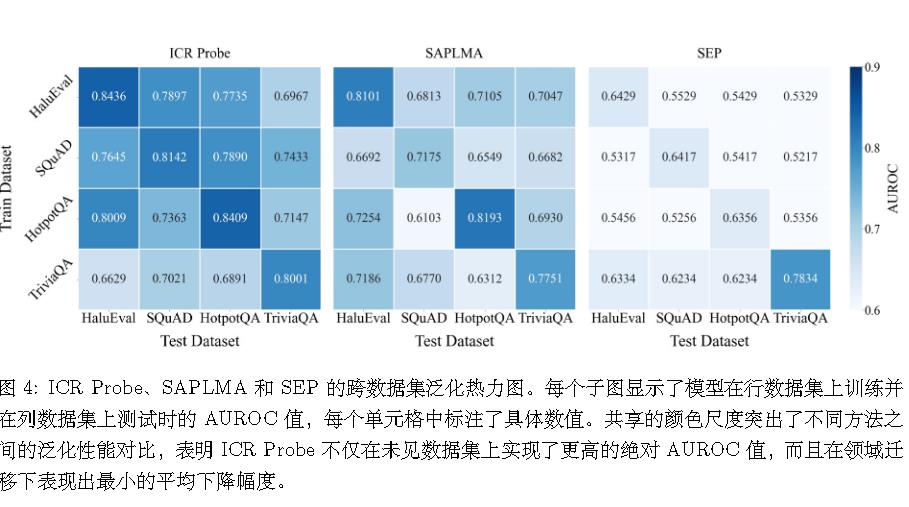 ICR Probe SAPLMA SEP
HaluEval 0.8436 0.7897 0.7735 0.6967 0.8101 0.6813 0.7105 0.7047 0.6429 0.5529 0.5429 0.5329
SQuAD 0.7645 0.8142 0.7890 0.7433 0.6692 0.7175 0.6549 0.6682 0.5317 0.6417 0.5417 0.5217
HotpotQA 0.8009 0.7363 0.8409 0.7147 0.7254 0.6103 0.8193 0.6930 0.5456 0.5256 0.6356 0.5356
TriviaQA 0.6629 0.7021 0.6891 0.8001 0.7186 0.6770 0.6312 0.7751 0.6334 0.6234 0.6234 0.7834
Train Dataset
HaluEval SQuAD HotpotQA TriviaQA HaluEval SQuAD HotpotQA TriviaQA HaluEval SQuAD HotpotQA TriviaQA
Test Dataset Test Dataset Test Dataset
0.9
0.8
0.7
0.6
AUROC
图 4: ICR Probe、SAPLMA 和 SEP 的跨数据集泛化热力图。每个子图显示了模型在行数据集上训练并
在列数据集上测试时的 AUROC 值，每个单元格中标注了具体数值。共享的颜色尺度突出了不同方法之
间的泛化性能对比，表明 ICR Probe 不仅在未见数据集上实现了更高的绝对 AUROC 值，而且在领域迁
移下表现出最小的平均下降幅度。